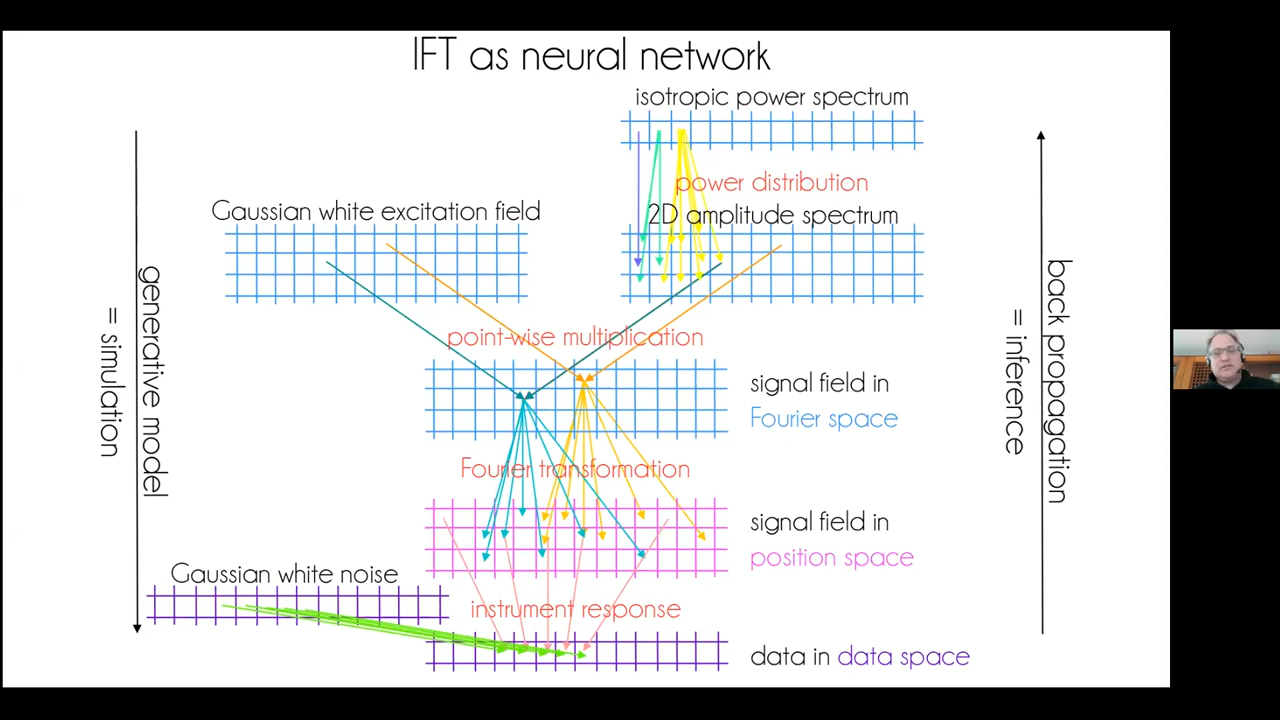 IFT as neural network
isotropic power spectrum
power distribution
Gaussian white excitation field
2D amplitude spectrum
generative model
= simulation
back propagation
= inference
point-wise multiplication
signal field in
Fourier space
Fourier transformation
signal field in
position space
Gaussian white noise
instrument response
data in data space